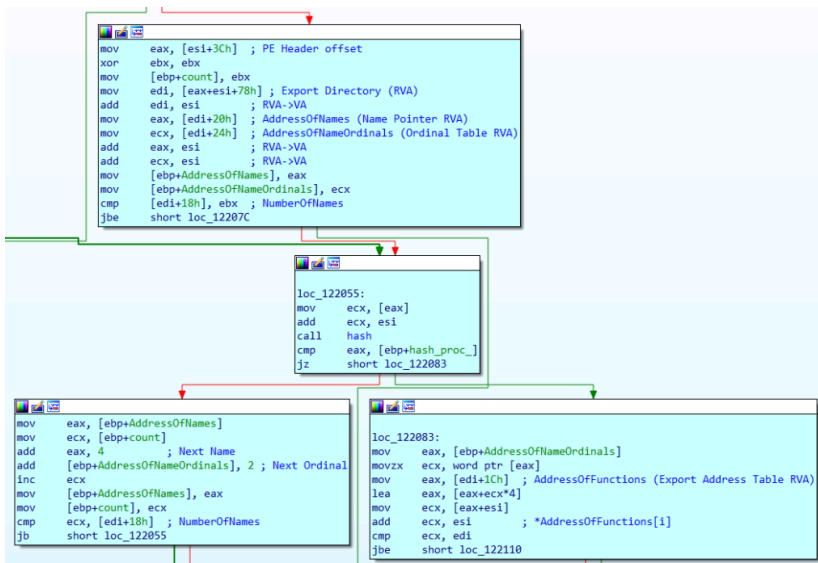 mov eax, [esi+3Ch] ; PE Header offset
xor ebx, ebx
mov [ebp+count], ebx
mov edi, [eax+esi+78h] ; Export Directory (RVA)
add edi, esi ; RVA->VA
mov eax, [edi+20h] ; AddressOfNames (Name Pointer RVA)
mov ecx, [edi+24h] ; AddressOfNameOrdinals (Ordinal Table RVA)
add eax, esi ; RVA->VA
add ecx, esi ; RVA->VA
mov [ebp+AddressOfNames], eax
mov [ebp+AddressOfNameOrdinals], ecx
cmp [edi+18h], ebx ; NumberOfNames
jbe short loc_12207C
loc_122055:
mov ecx, [eax]
add ecx, esi
call hash
cmp eax, [ebp+hash_proc_]
jz short loc_122083
mov eax, [ebp+AddressOfNames]
mov ecx, [ebp+count]
add eax, 4 ; Next Name
add [ebp+AddressOfNameOrdinals], 2 ; Next Ordinal
inc ecx
mov [ebp+AddressOfNames], eax
mov [ebp+count], ecx
cmp ecx, [edi+18h] ; NumberOfNames
jb short loc_122055
loc_122083:
mov eax, [ebp+AddressOfNameOrdinals]
movzx ecx, word ptr [eax]
mov eax, [edi+1Ch] ; AddressOfFunctions (Export Address Table RVA)
lea eax, [eax+ecx*4]
mov ecx, [eax+esi]
add ecx, esi ; *AddressOfFunctions[i]
cmp ecx, edi
jbe short loc_122110